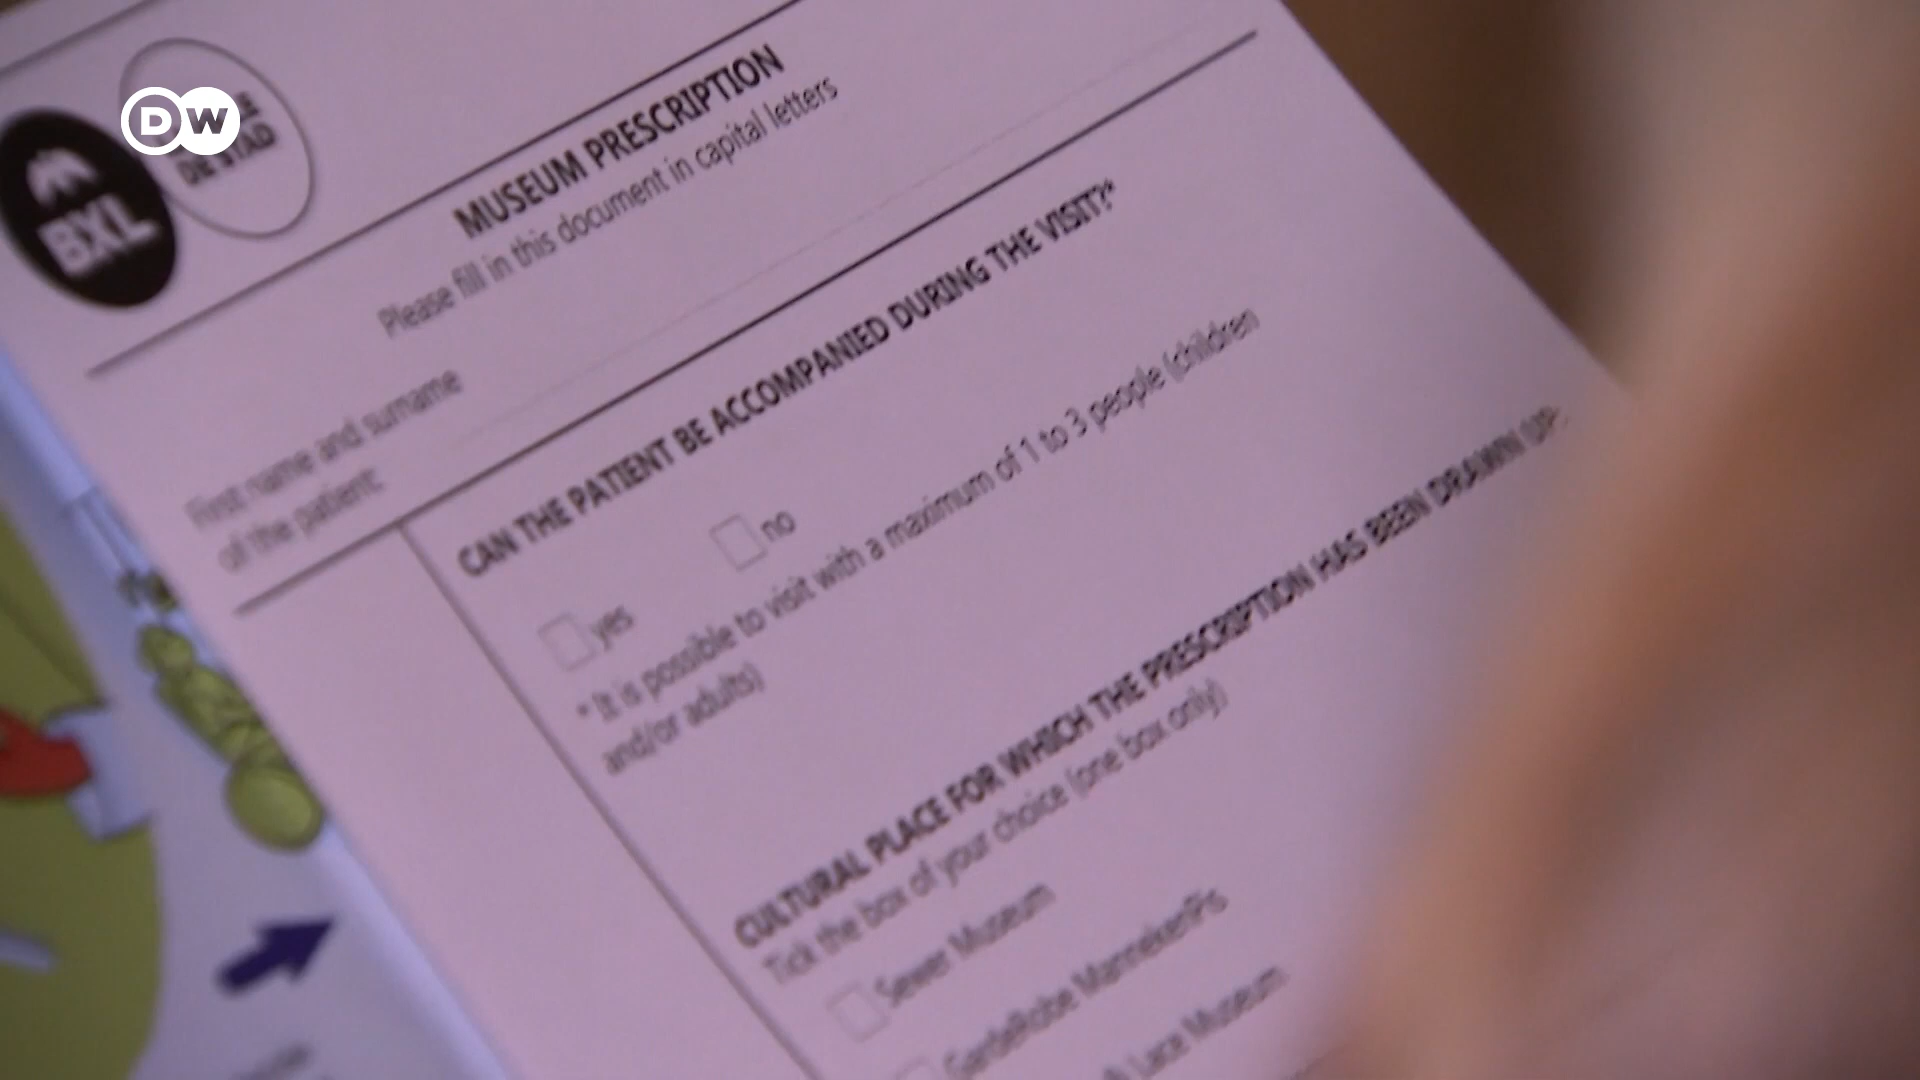 DW
BXL
DE STAD
MUSEUM PRESCRIPTION
Please fill in this document in capital letters
First name and surname
of the patient:
CAN THE PATIENT BE ACCOMPANIED DURING THE VISIT?*
yes
no
* It is possible to visit with a maximum of 1 to 3 people (children
and/or adults)
CULTURAL PLACE FOR WHICH THE PRESCRIPTION HAS BEEN DRAWN UP:
Tick the box of your choice (one box only)
Sewer Museum
GardeRobe MannekenPis
Lace Museum